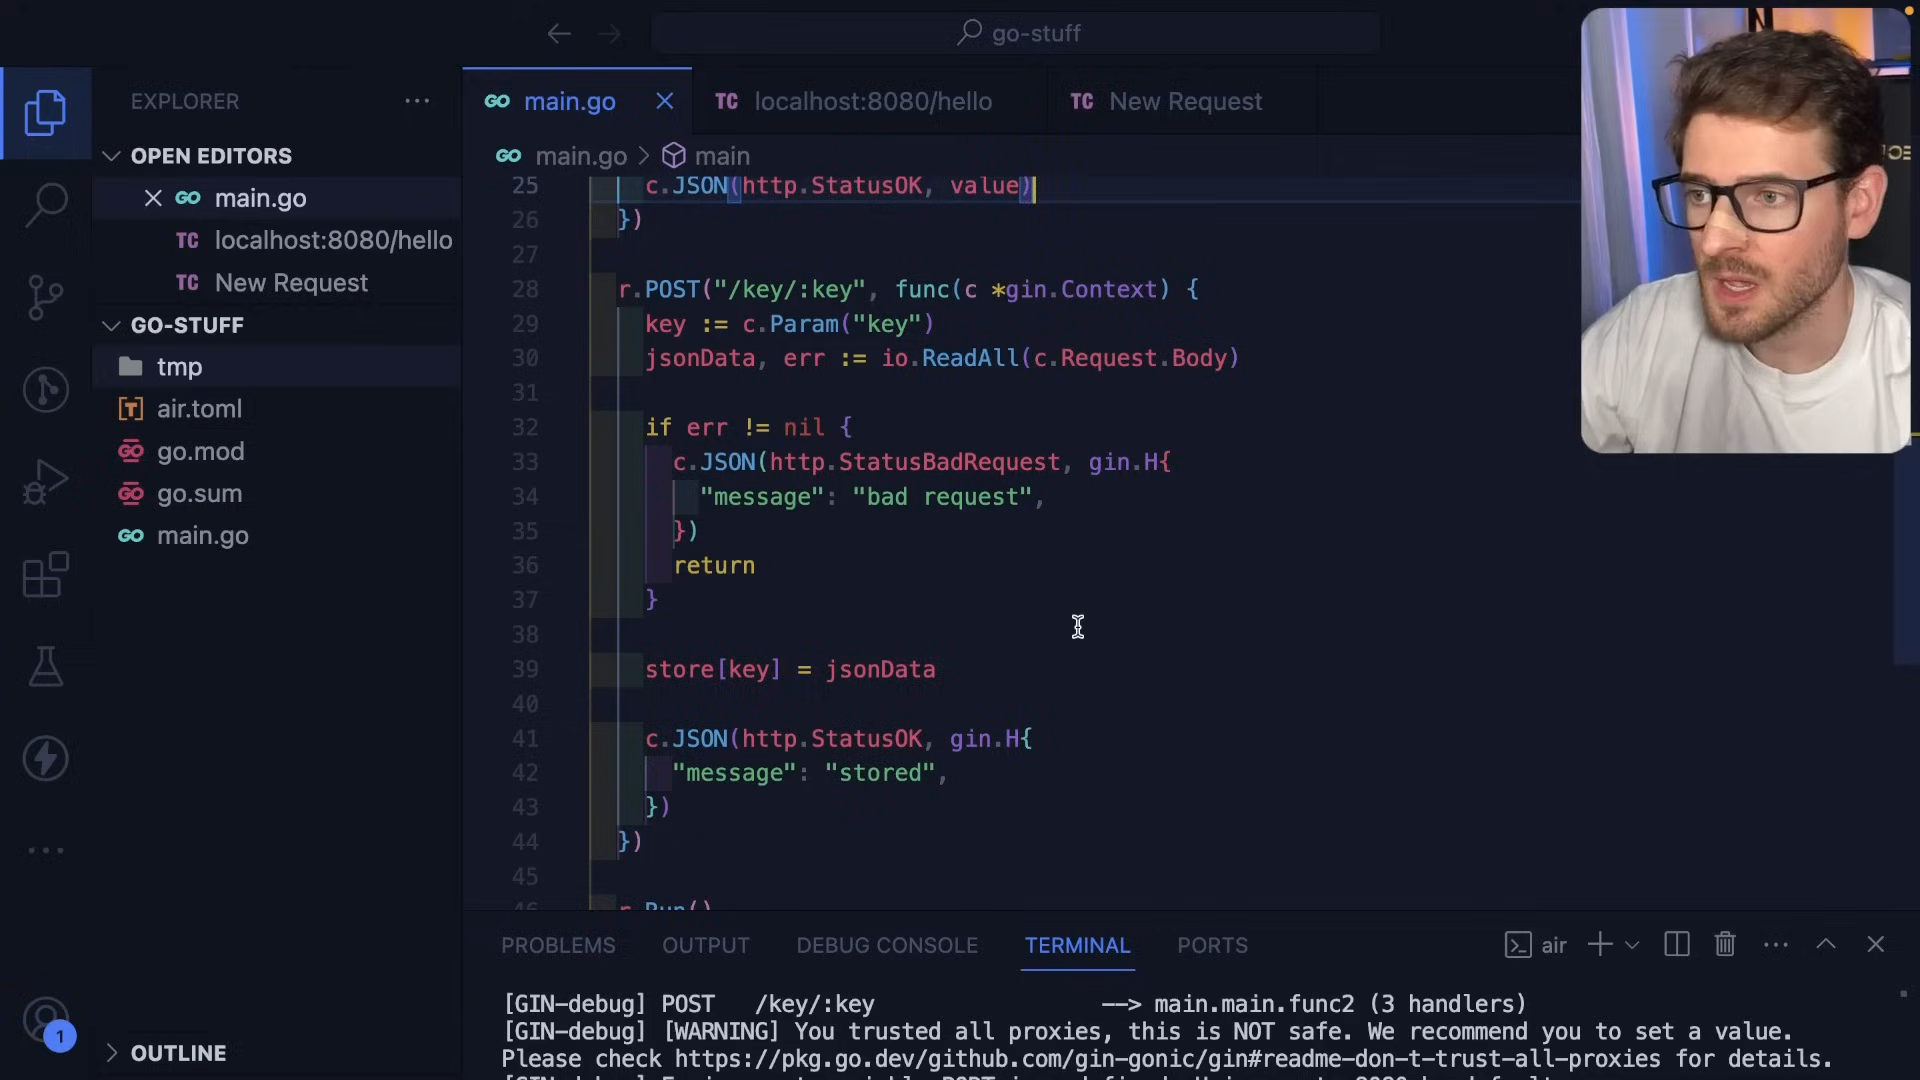 go-stuff
EXPLORER
OPEN EDITORS
main.go
TC localhost:8080/hello
TC New Request
GO-STUFF
tmp
air.toml
go.mod
go.sum
main.go
1
OUTLINE
GO main.go
TC localhost:8080/hello
TC New Request
GO main.go > main
25 c.JSON(http.StatusOK, value)
26 })
27
28 r.POST("/key/:key", func(c *gin.Context) {
29 key := c.Param("key")
30 jsonData, err := io.ReadAll(c.Request.Body)
31
32 if err != nil {
33 c.JSON(http.StatusBadRequest, gin.H{
34 "message": "bad request",
35 })
36 return
37 }
38
39 store[key] = jsonData
40
41 c.JSON(http.StatusOK, gin.H{
42 "message": "stored",
43 })
44 })
45
46 r.Run()
PROBLEMS OUTPUT DEBUG CONSOLE TERMINAL PORTS
air
[GIN-debug] POST /key/:key --> main.main.func2 (3 handlers)
[GIN-debug] [WARNING] You trusted all proxies, this is NOT safe. We recommend you to set a value.
Please check https://pkg.go.dev/github.com/gin-gonic/gin#readme-don-t-trust-all-proxies for details.